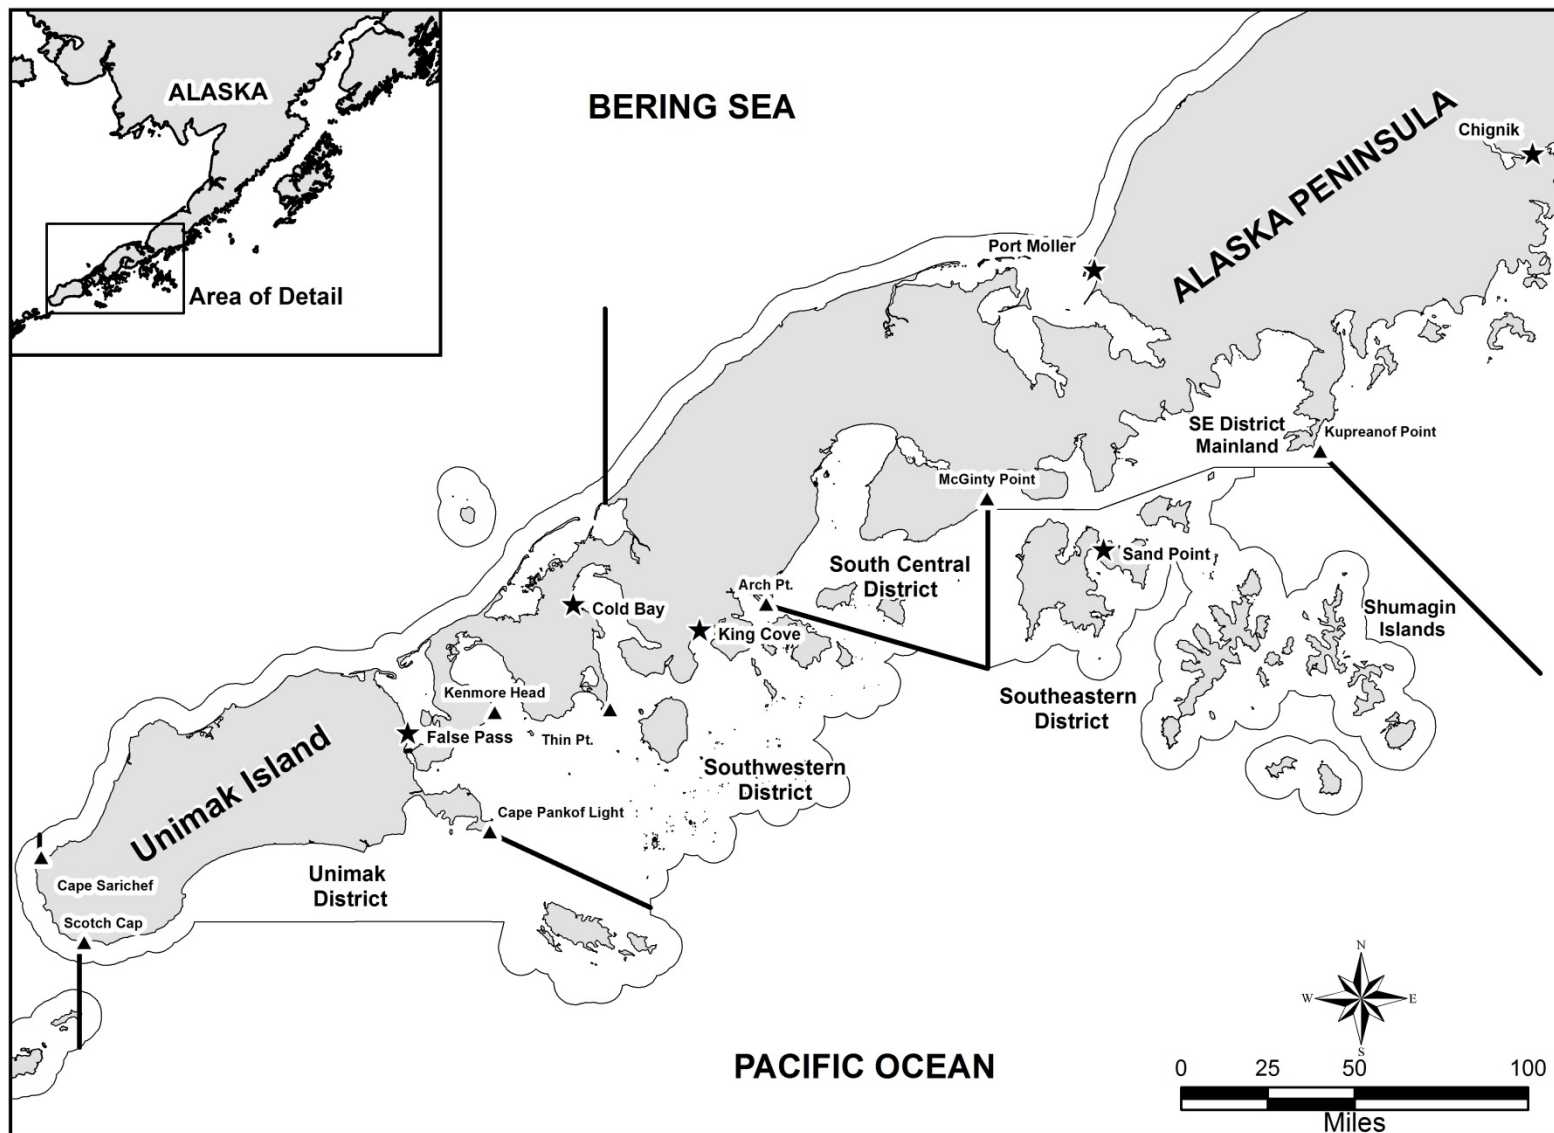 ALASKA
Area of Detail
BERING SEA
ALASKA PENINSULA
Chignik
Port Moller
SE District
Mainland
Kupreanof Point
McGinty Point
Sand Point
South Central
District
Arch Pt.
Cold Bay
King Cove
Shumagin
Islands
Kenmore Head
Southeastern
District
False Pass
Thin Pt.
Unimak Island
Southwestern
District
Cape Pankof Light
Unimak
District
Cape Sarichef
Scotch Cap
N
W
E
S
PACIFIC OCEAN
0 25 50 100
Miles